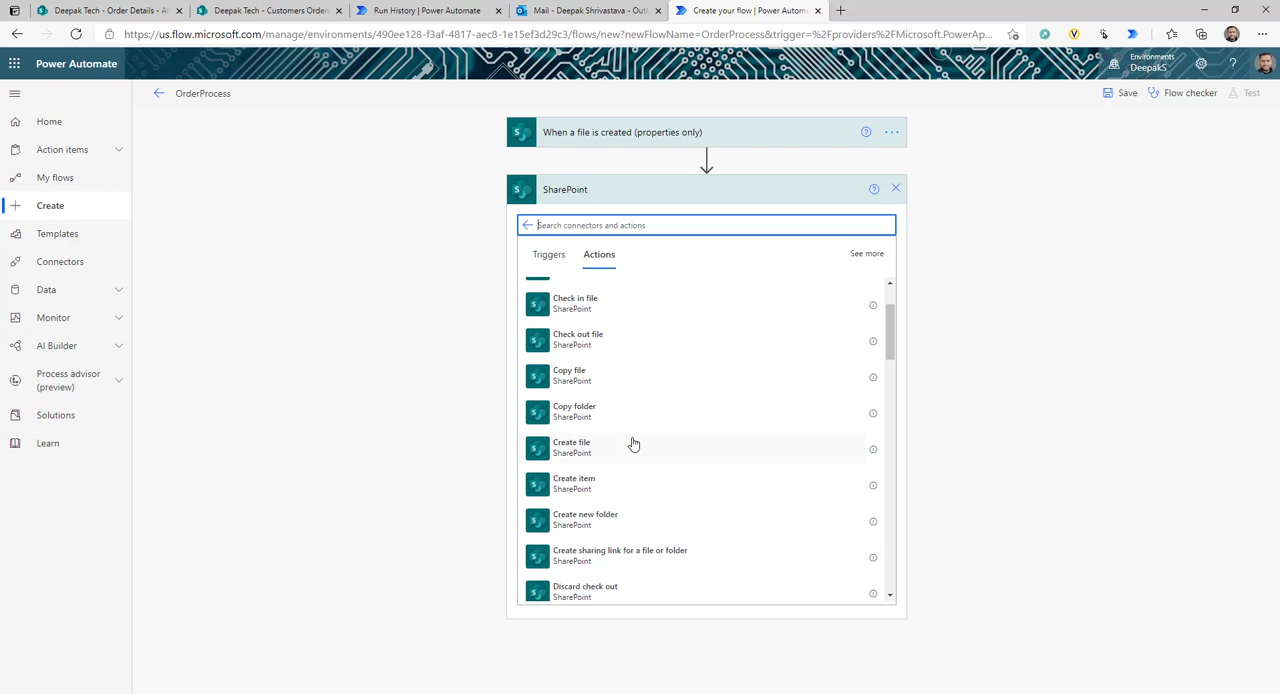 Deepak Tech - Order Details - Al
Deepak Tech - Customers Orders
Run History | Power Automate
Mail - Deepak Shrivastava - Outl
Create your flow | Power Automa
https://us.flow.microsoft.com/manage/environments/490ee128-f3af-4817-aec8-1e15ef3d29c3/flows/new?newFlowName=OrderProcess&trigger=%2Fproviders%2FMicrosoft.PowerAp...
Power Automate
Environments
DeepakS
OrderProcess
Save
Flow checker
Test
Home
Action items
My flows
Create
Templates
Connectors
Data
Monitor
AI Builder
Process advisor
(preview)
Solutions
Learn
When a file is created (properties only)
SharePoint
Search connectors and actions
Triggers
Actions
See more
Check in file
SharePoint
Check out file
SharePoint
Copy file
SharePoint
Copy folder
SharePoint
Create file
SharePoint
Create item
SharePoint
Create new folder
SharePoint
Create sharing link for a file or folder
SharePoint
Discard check out
SharePoint